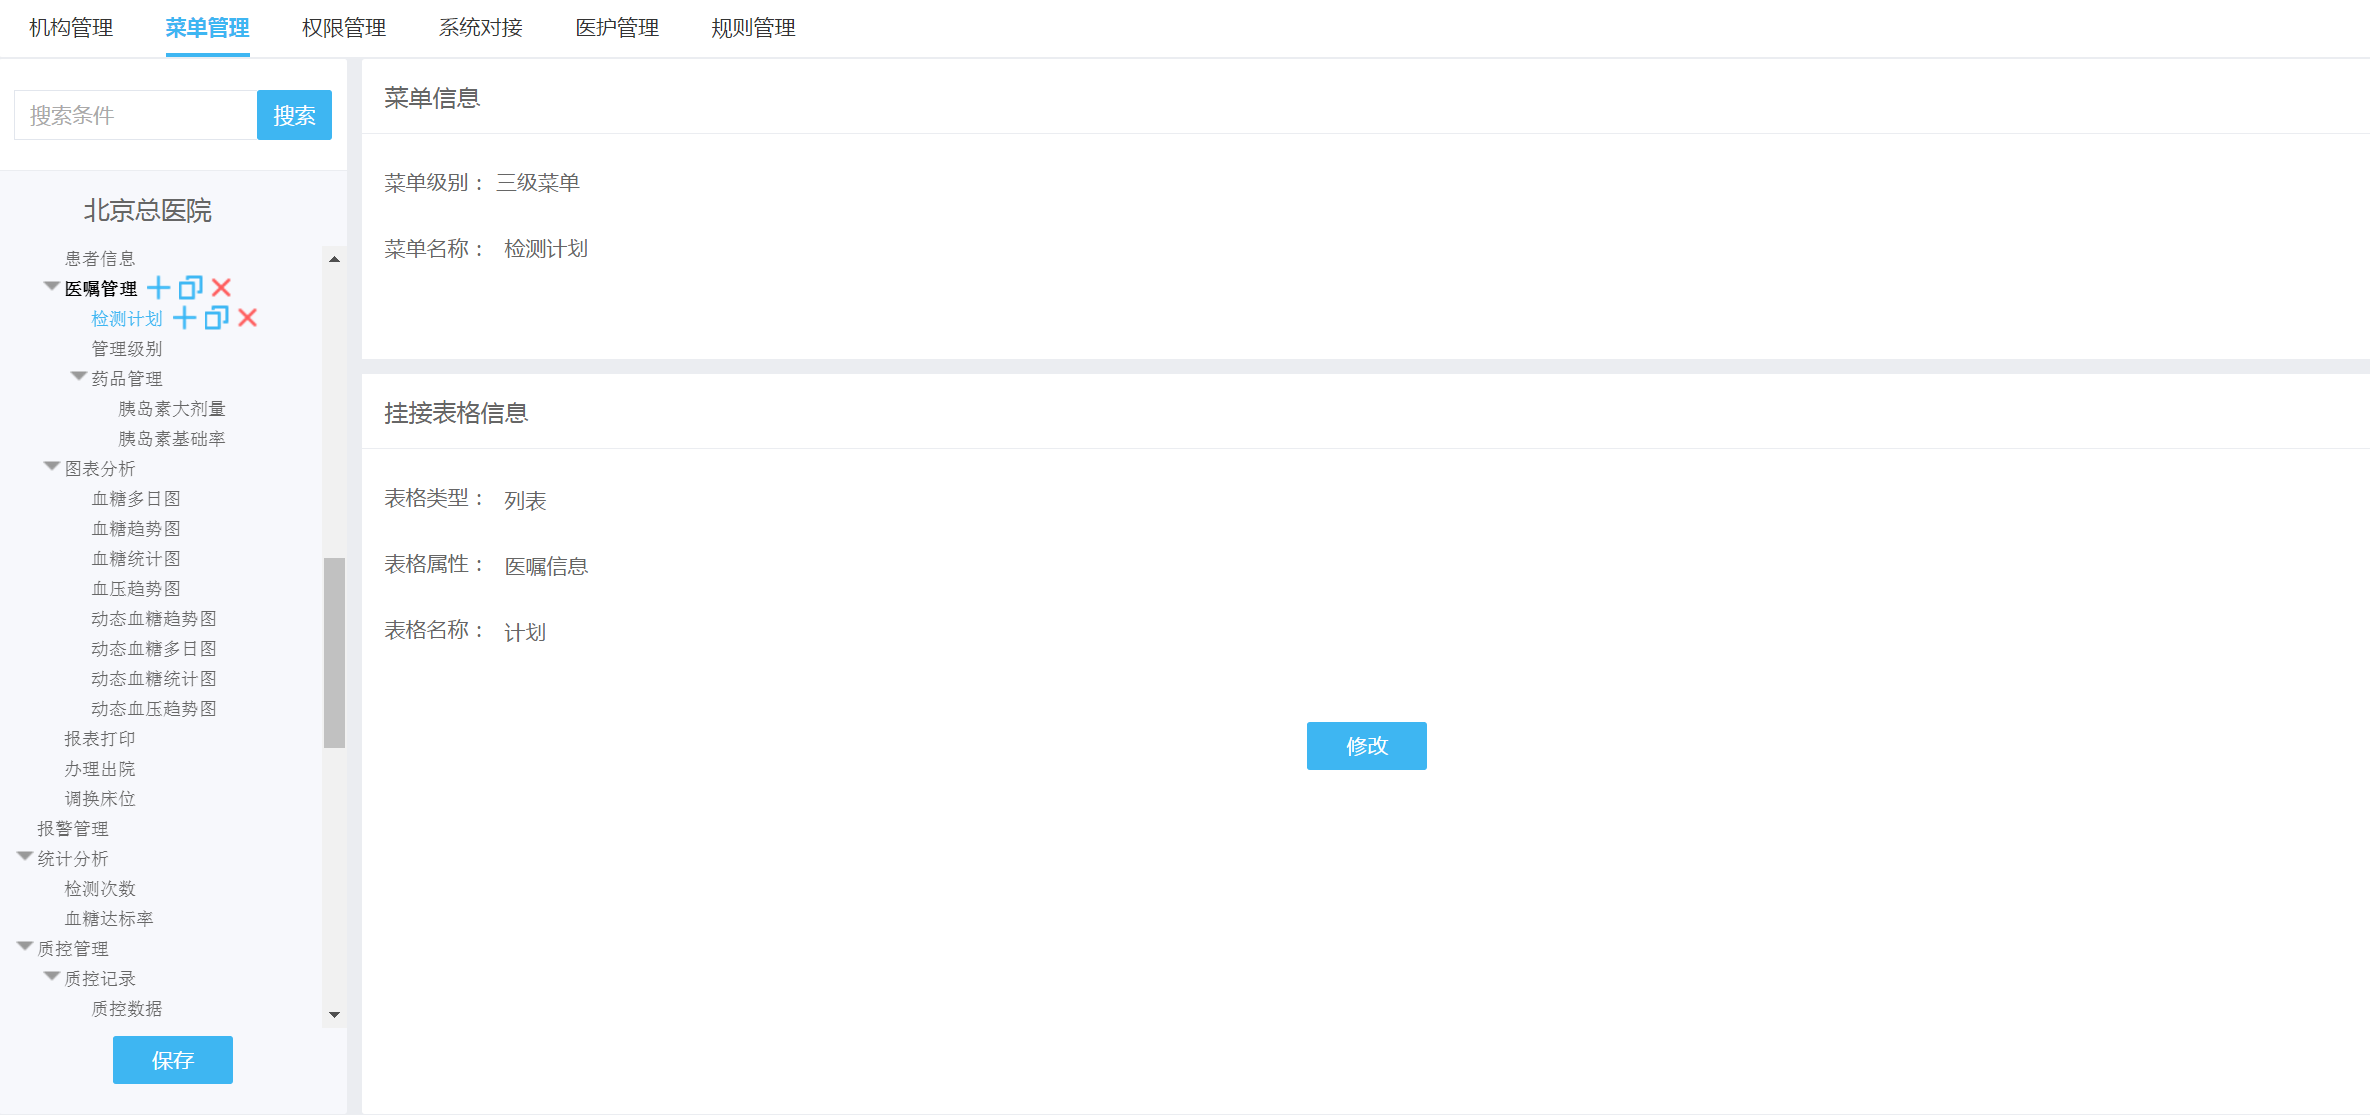 机构管理 菜单管理 权限管理 系统对接 医护管理 规则管理
搜索条件 搜索
北京总医院
患者信息
医嘱管理
检测计划
管理级别
药品管理
胰岛素大剂量
胰岛素基础率
图表分析
血糖多日图
血糖趋势图
血糖统计图
血压趋势图
动态血糖趋势图
动态血糖多日图
动态血糖统计图
动态血压趋势图
报表打印
办理出院
调换床位
报警管理
统计分析
检测次数
血糖达标率
质控管理
质控记录
质控数据
保存
菜单信息
菜单级别： 三级菜单
菜单名称： 检测计划
挂接表格信息
表格类型： 列表
表格属性： 医嘱信息
表格名称： 计划
修改